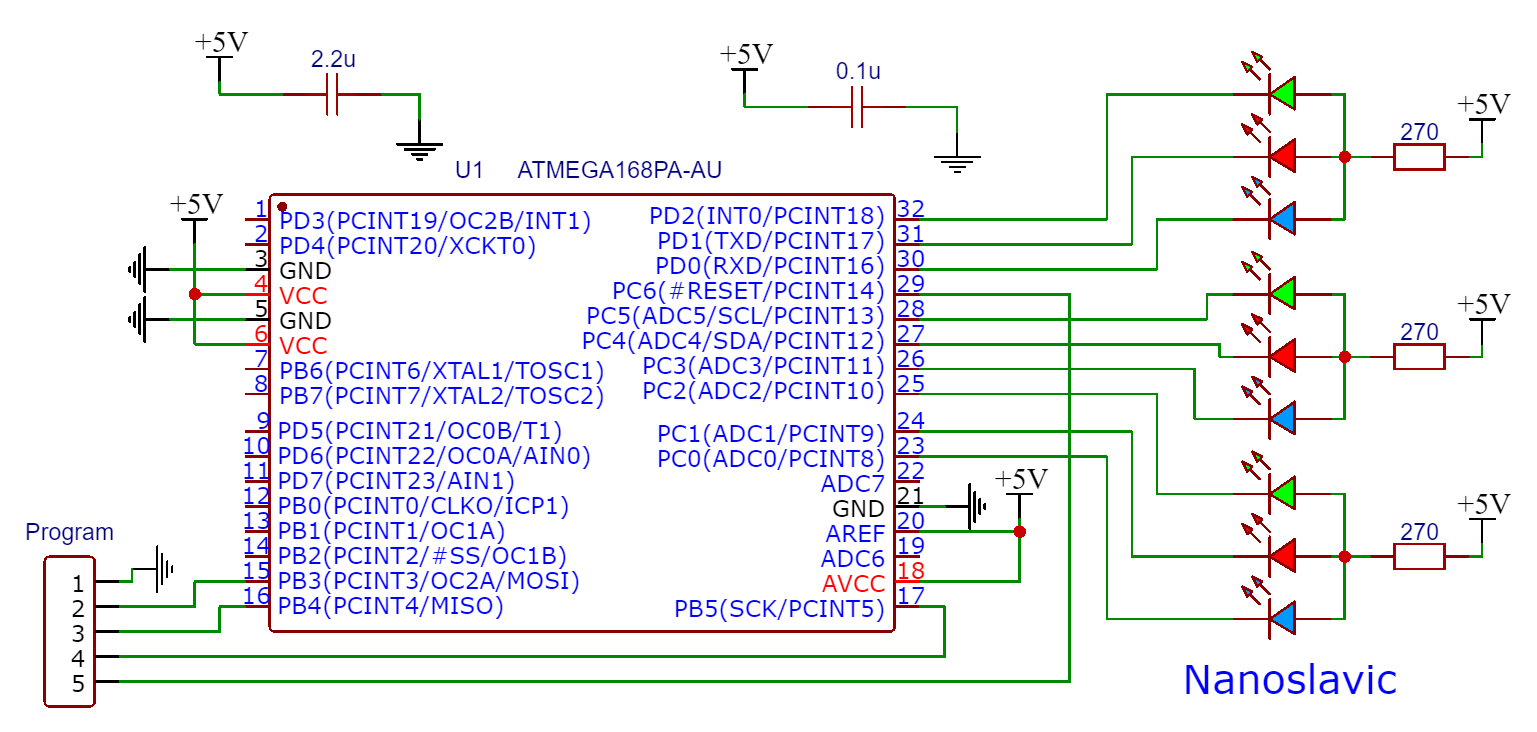 +5V
2.2u
+5V
0.1u
U1 ATMEGA168PA-AU
+5V
1 PD3(PCINT19/OC2B/INT1)
2 PD4(PCINT20/XCKT0)
3 GND
4 VCC
5 GND
6 VCC
7 PB6(PCINT6/XTAL1/TOSC1)
8 PB7(PCINT7/XTAL2/TOSC2)
9 PD5(PCINT21/OC0B/T1)
10 PD6(PCINT22/OC0A/AIN0)
11 PD7(PCINT23/AIN1)
12 PB0(PCINT0/CLKO/ICP1)
13 PB1(PCINT1/OC1A)
14 PB2(PCINT2/#SS/OC1B)
15 PB3(PCINT3/OC2A/MOSI)
16 PB4(PCINT4/MISO)
PD2(INT0/PCINT18) 32
PD1(TXD/PCINT17) 31
PD0(RXD/PCINT16) 30
PC6(#RESET/PCINT14) 29
PC5(ADC5/SCL/PCINT13) 28
PC4(ADC4/SDA/PCINT12) 27
PC3(ADC3/PCINT11) 26
PC2(ADC2/PCINT10) 25
PC1(ADC1/PCINT9) 24
PC0(ADC0/PCINT8) 23
ADC7 22
GND 21
AREF 20
ADC6 19
AVCC 18
PB5(SCK/PCINT5) 17
+5V
Program
1
2
3
4
5
+5V
270
+5V
270
+5V
270
Nanoslavic